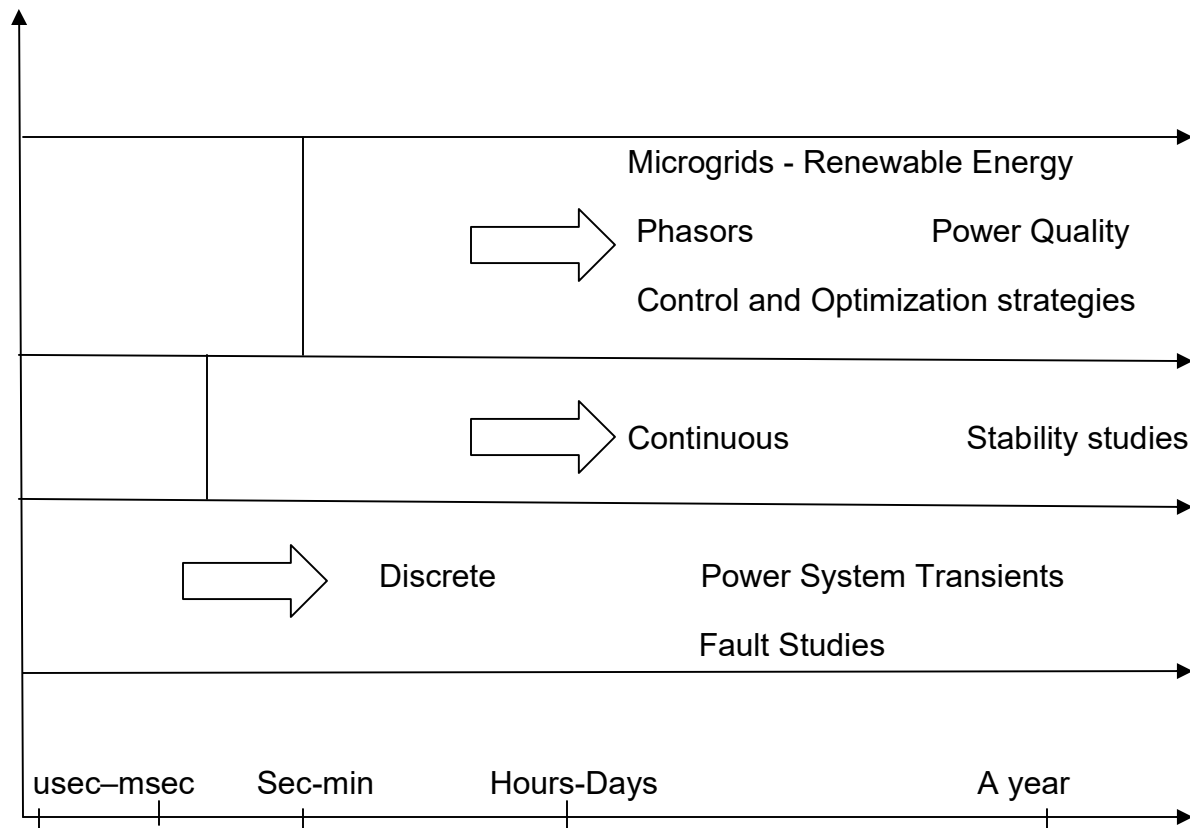 Microgrids - Renewable Energy
Phasors Power Quality
Control and Optimization strategies
Continuous Stability studies
Discrete Power System Transients
Fault Studies
usec–msec Sec-min Hours-Days A year